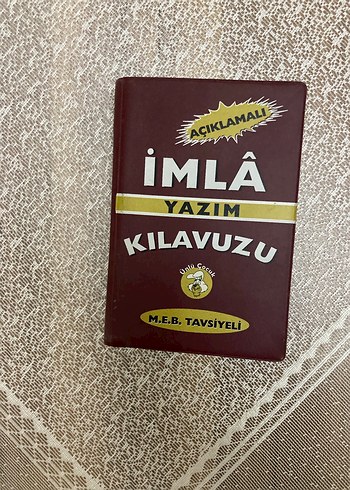 AÇIKLAMALI
İMLÂ
YAZIM
KILAVUZU
Ünlü Çocuk
M.E.B. TAVSİYELİ